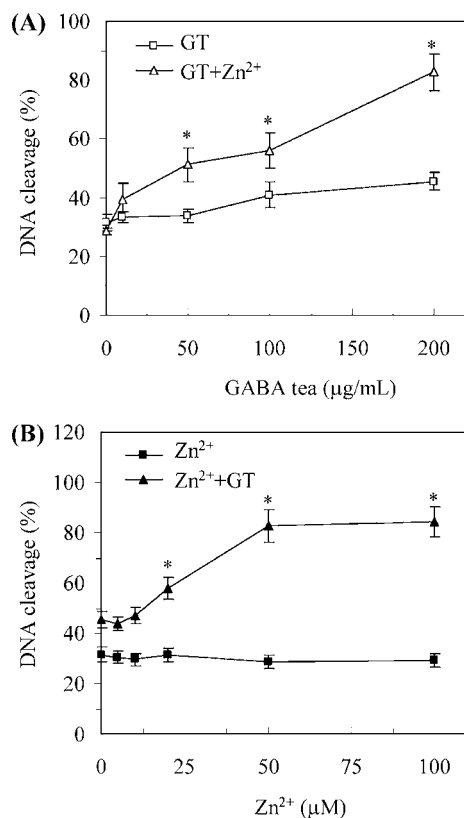 (A)
GT
GT+Zn²⁺
*
*
*
100
80
60
40
20
0
DNA cleavage (%)
0
50
100
150
200
GABA tea (μg/mL)
(B)
Zn²⁺
Zn²⁺+GT
*
*
*
120
100
80
60
40
20
0
DNA cleavage (%)
0
25
50
75
100
Zn²⁺ (μM)